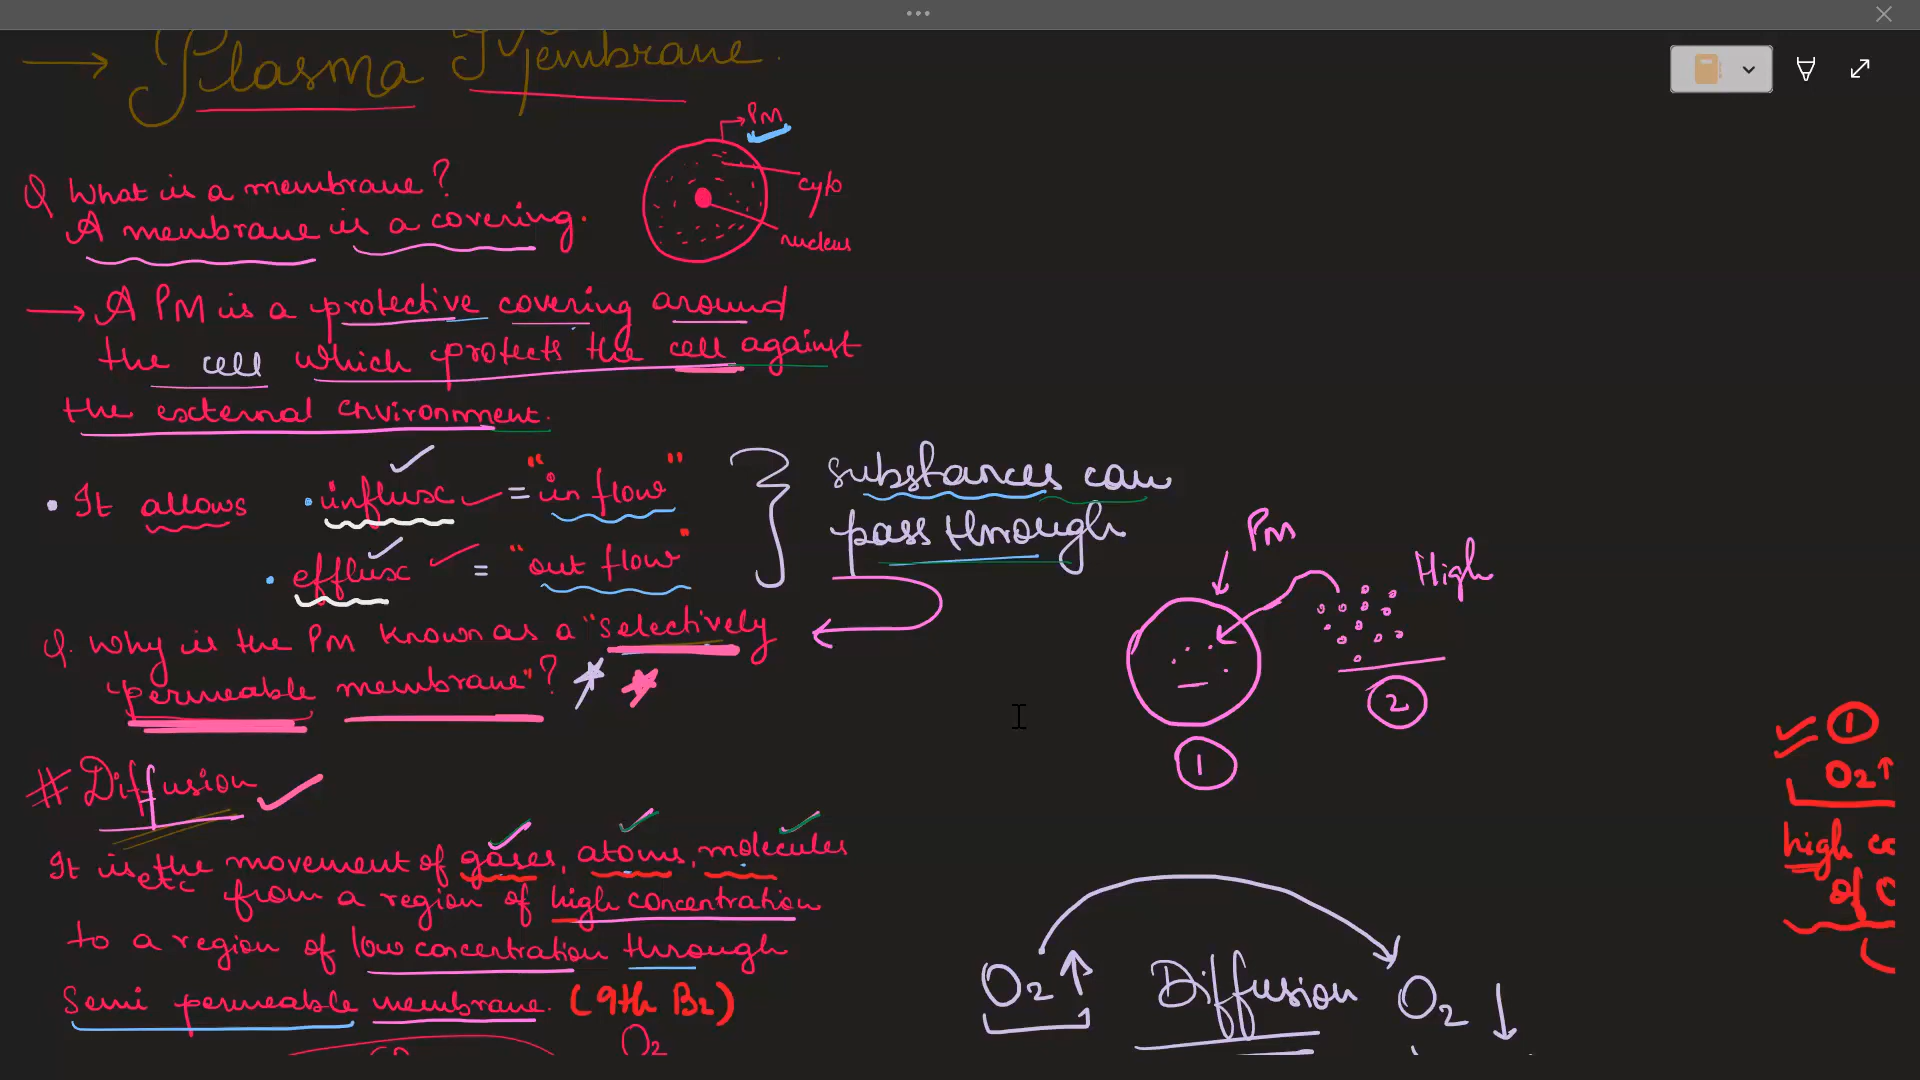 → Plasma Membrane.
PM
cyto
nucleus
Q What is a membrane?
A membrane is a covering.
→ A PM is a protective covering around
the cell which protects the cell against
the external environment.
• It allows • influx = "in flow"
• efflux = "out flow"
substances can
pass through
Q. Why is the PM known as a "selectively
permeable membrane"?
PM
High
1
2
# Diffusion
It is the movement of gases, atoms, molecules
etc from a region of high concentration
to a region of low concentration through
Semi permeable membrane. (9th B2)
O2
O2 ↑ Diffusion O2 ↓
1
O2 ↑
high
of